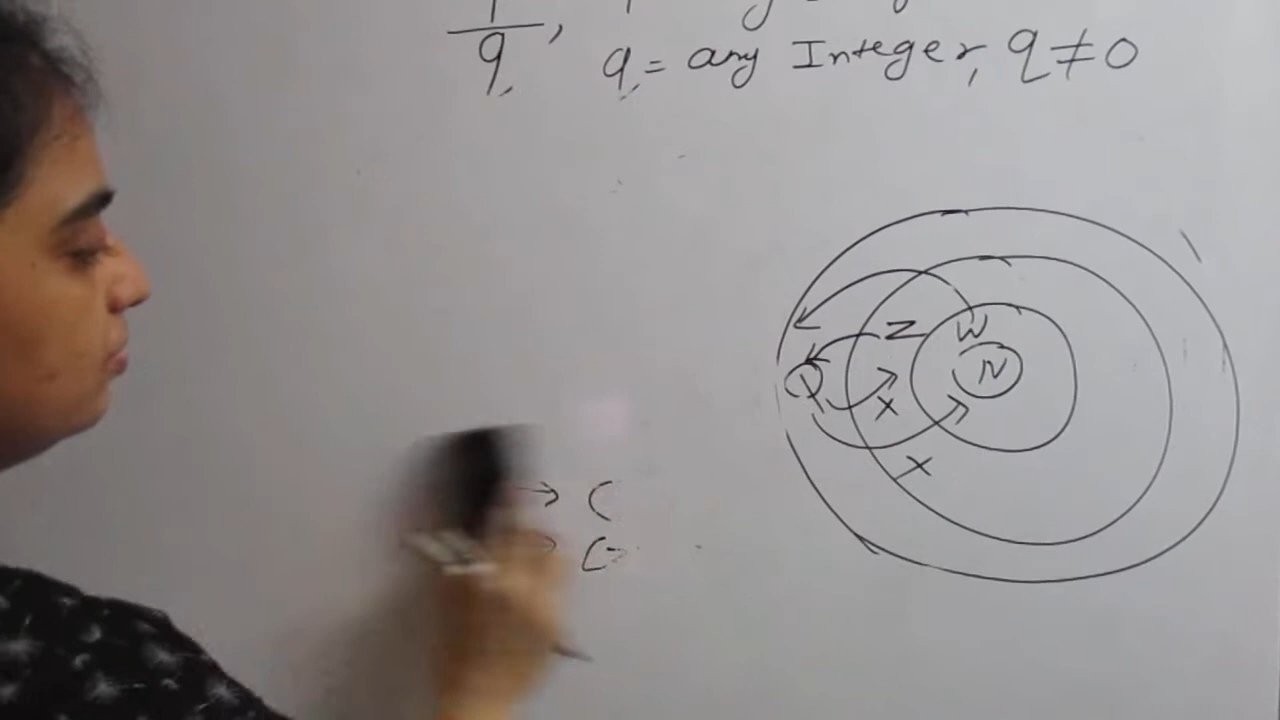 q, q = any Integer, q ≠ 0
W
Z
N
Q
x
x
→ (